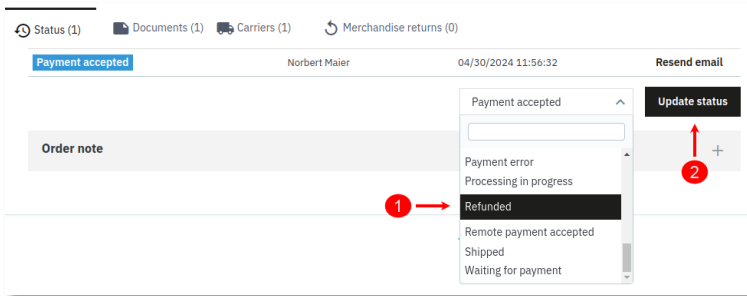 Status (1) Documents (1) Carriers (1) Merchandise returns (0)
Payment accepted Norbert Maier 04/30/2024 11:56:32 Resend email
Payment accepted Update status
Order note
Payment error
Processing in progress
2
1 Refunded
Remote payment accepted
Shipped
Waiting for payment